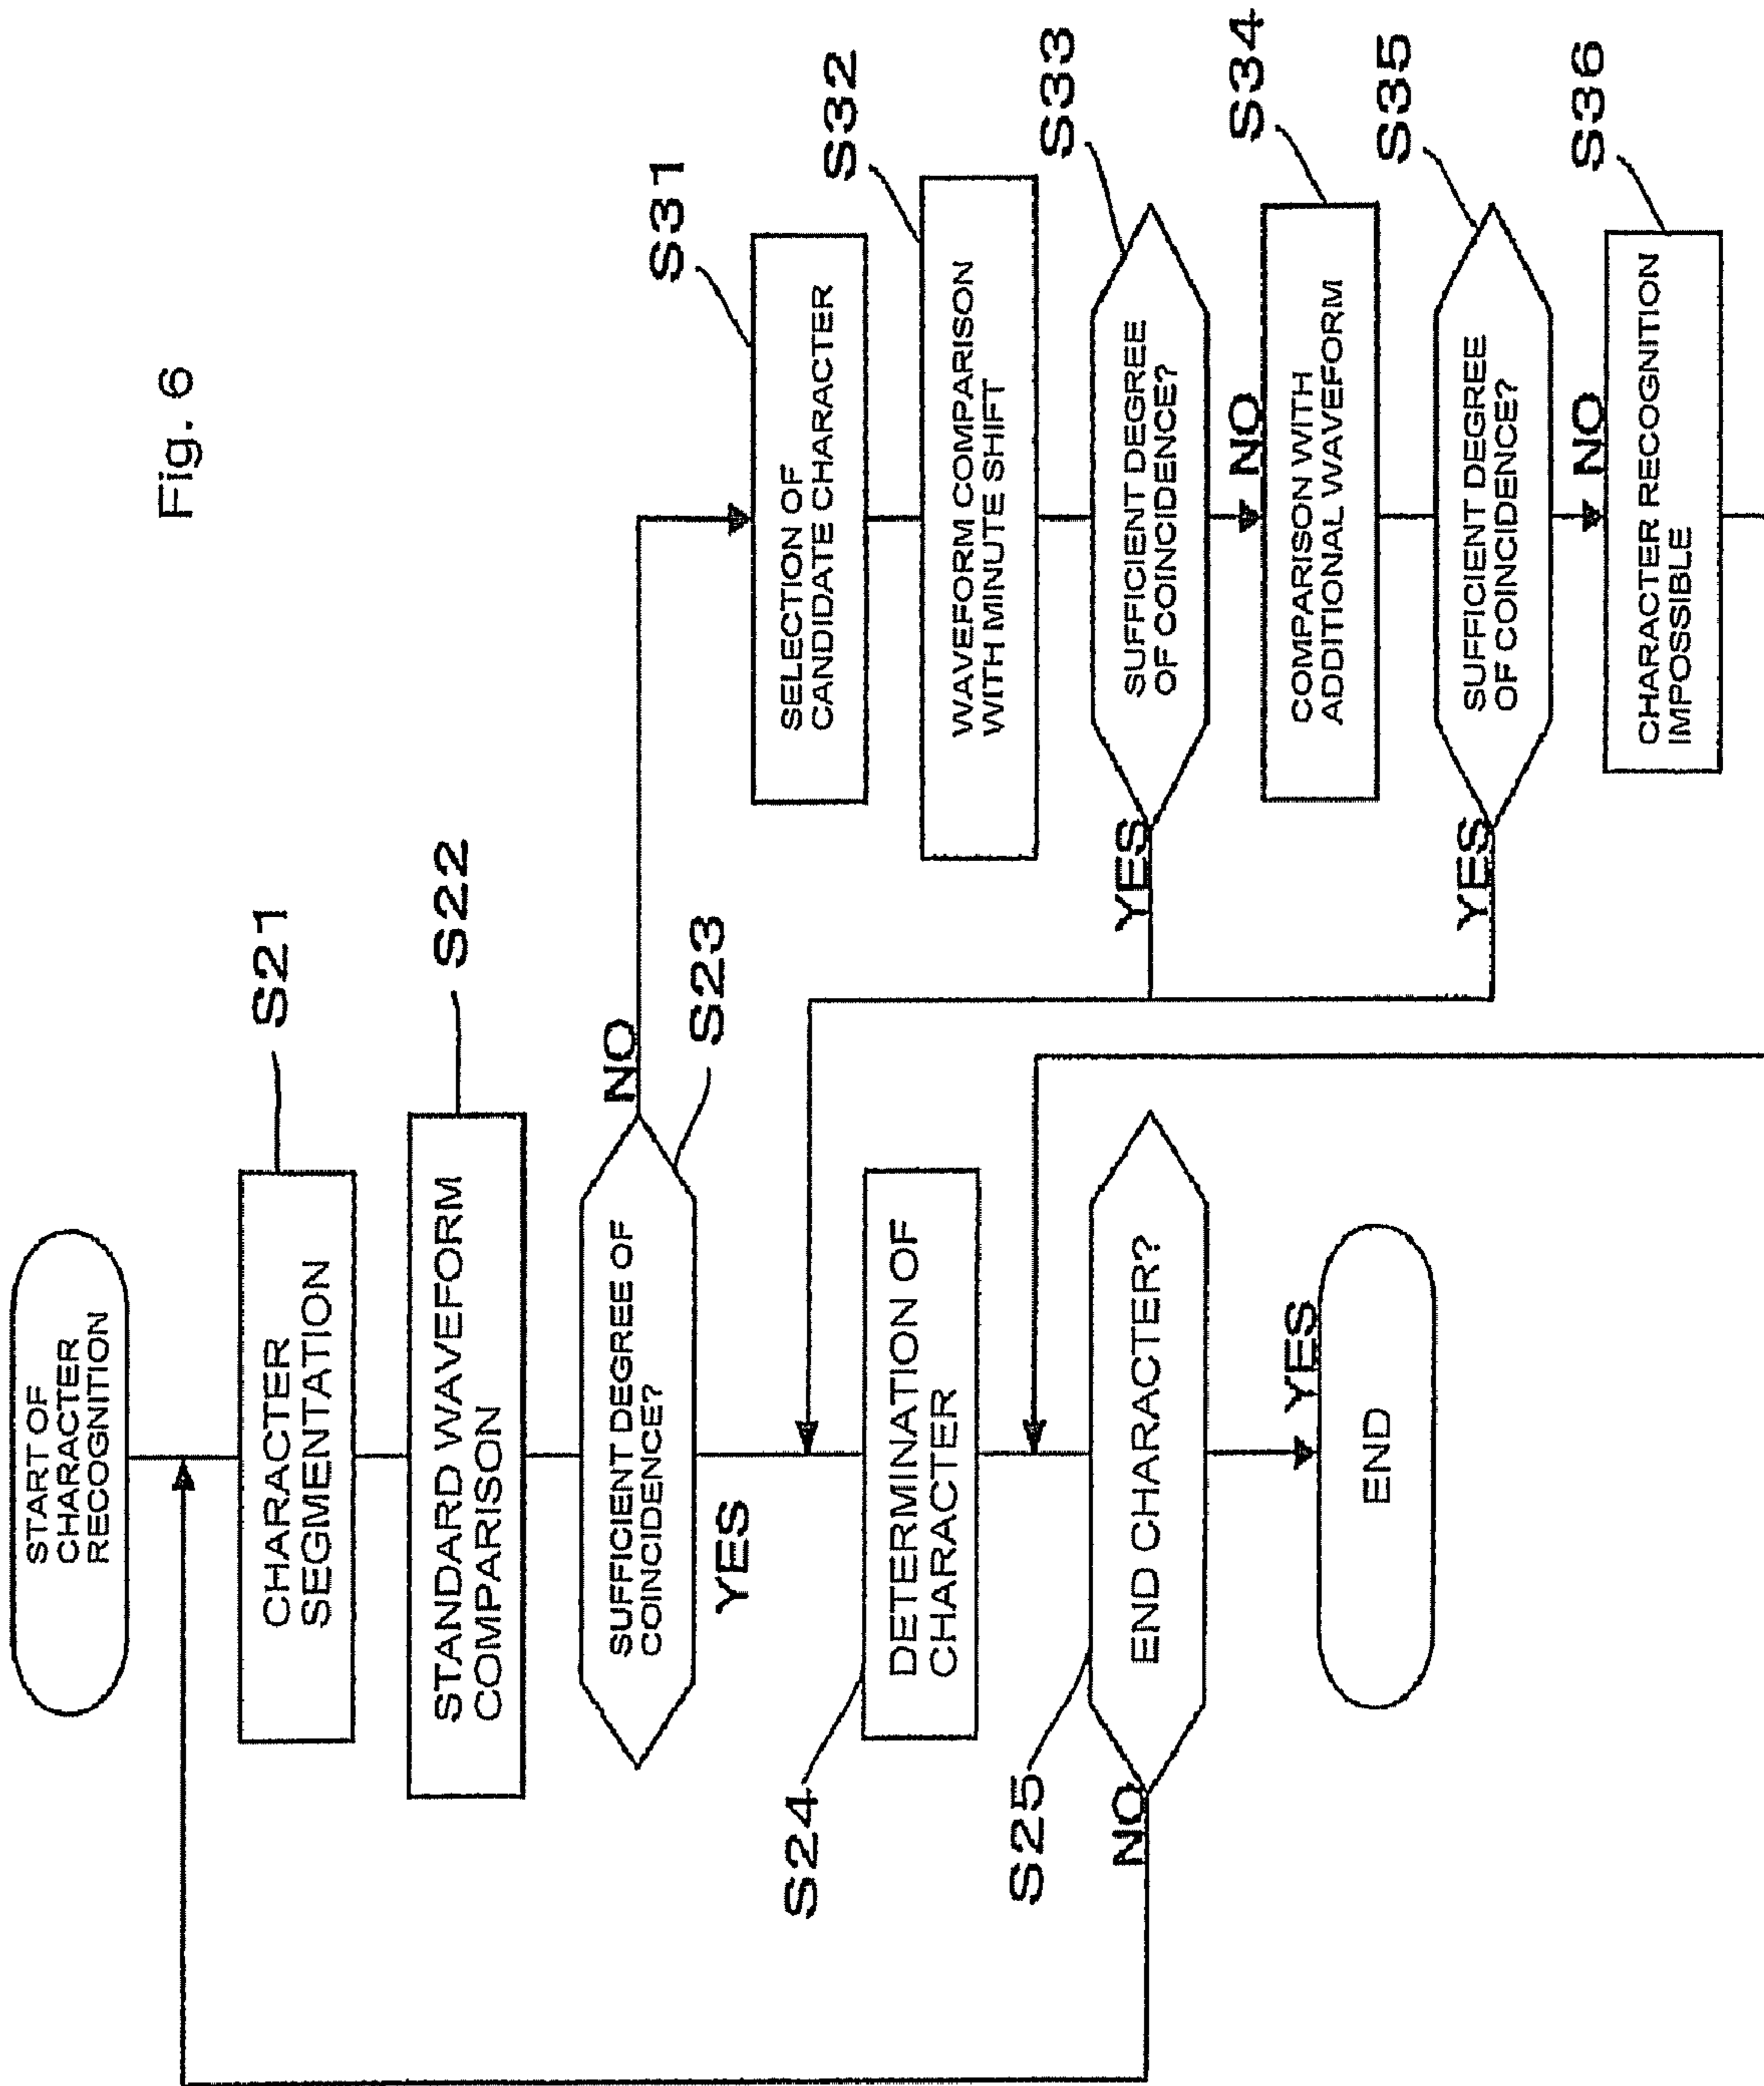 Fig. 6
START OF
CHARACTER
RECOGNITION
CHARACTER
SEGMENTATION
S21
STANDARD WAVEFORM
COMPARISON
S22
SUFFICIENT DEGREE OF
COINCIDENCE?
S23
NO
YES
DETERMINATION OF
CHARACTER
S24
END CHARACTER?
S25
NO
YES
END
SELECTION OF
CANDIDATE CHARACTER
S31
WAVEFORM COMPARISON
WITH MINUTE SHIFT
S32
SUFFICIENT DEGREE
OF COINCIDENCE?
S33
YES
NO
COMPARISON WITH
ADDITIONAL WAVEFORM
S34
SUFFICIENT DEGREE
OF COINCIDENCE?
S35
YES
NO
CHARACTER RECOGNITION
IMPOSSIBLE
S36